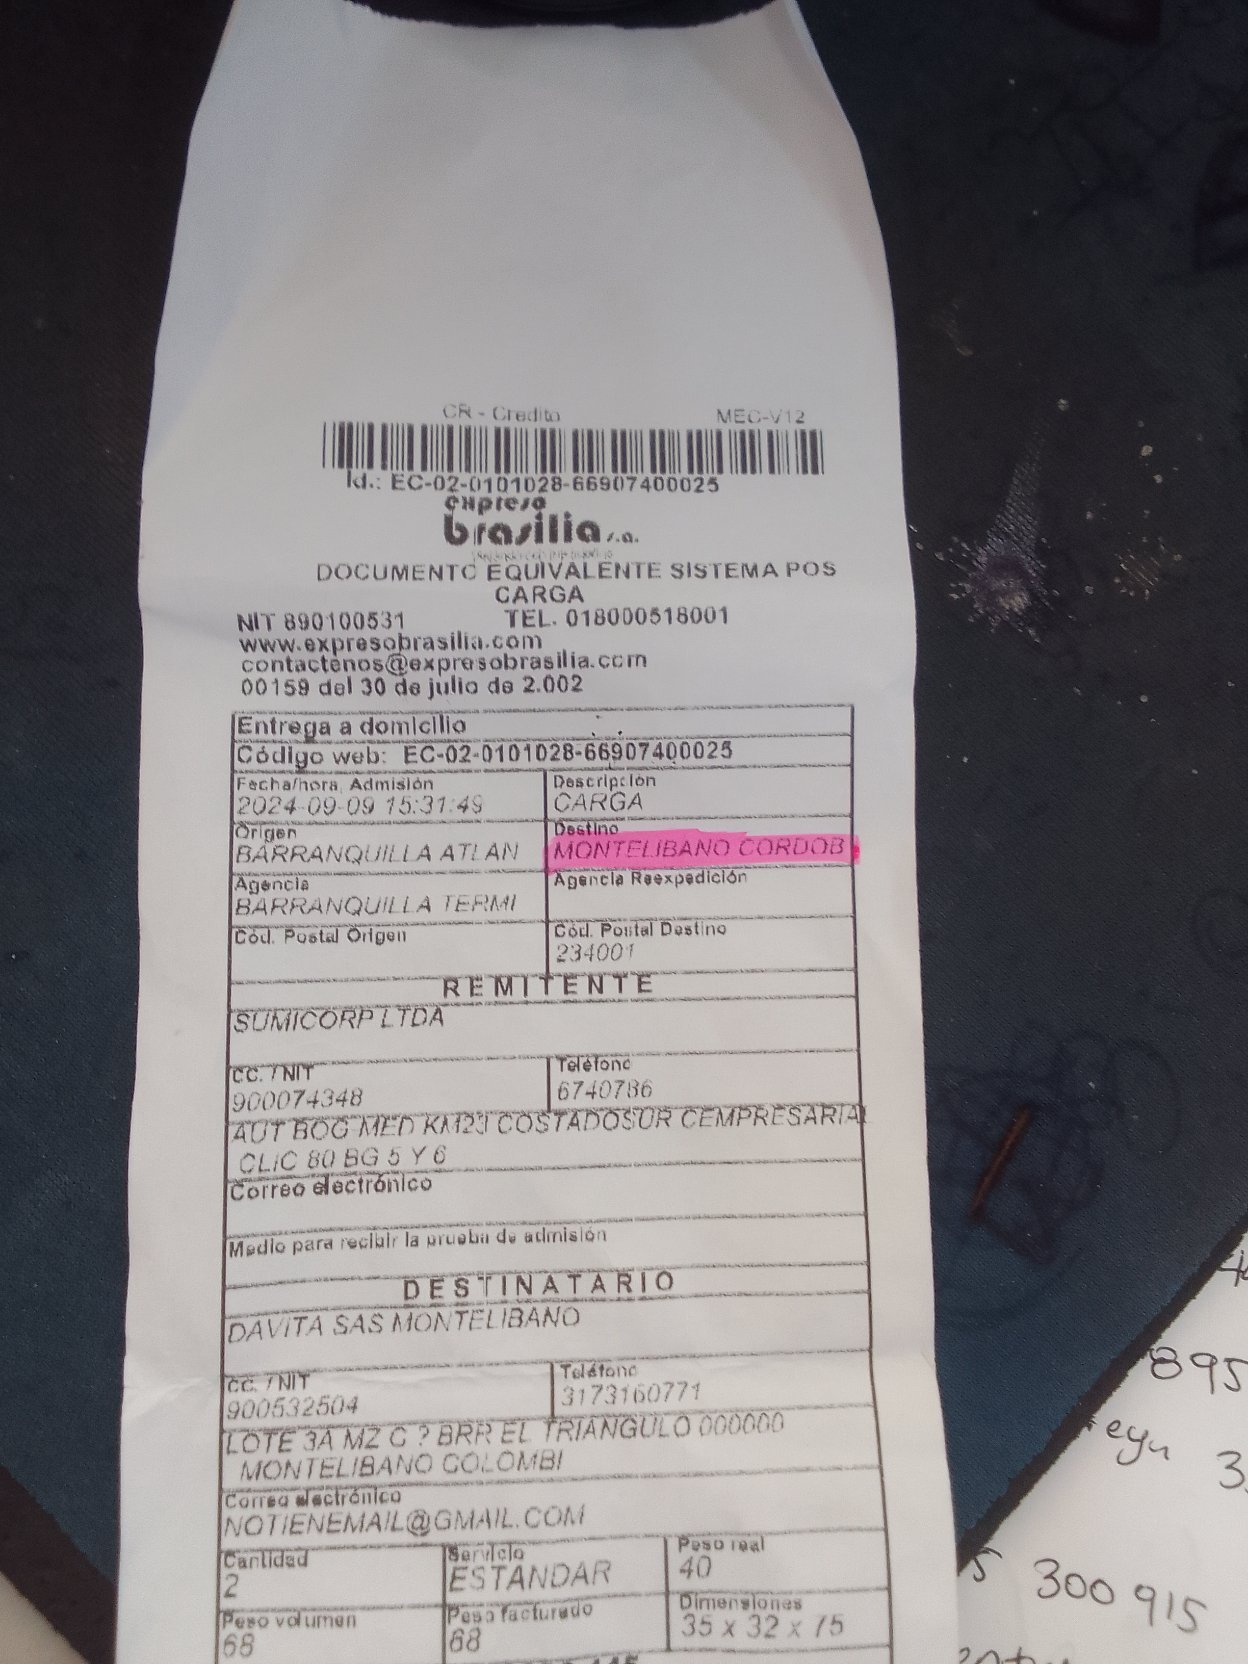 CR - Credito MEC-V12
Id.: EC-02-0101028-66907400025
expreso
brasilia s.a.
DOCUMENTO EQUIVALENTE SISTEMA POS
CARGA
NIT 890100531 TEL. 018000518001
www.expresobrasilia.com
contactenos@expresobrasilia.com
00159 del 30 de julio de 2.002
Entrega a domicilio
Código web: EC-02-0101028-66907400025
Fecha/hora Admisión Descripción
2024-09-09 15:31:49 CARGA
Origen Destino
BARRANQUILLA ATLAN MONTELIBANO CORDOB
Agencia Agencia Reexpedición
BARRANQUILLA TERMI
Cód. Postal Origen Cód. Postal Destino
234001
REMITENTE
SUMICORP LTDA
CC. / NIT Teléfono
900074348 6740786
AUT BOG MED KM23 COSTADOSUR CEMPRESARIAL
CLIC 80 BG 5 Y 6
Correo electrónico
Medio para recibir la prueba de admisión
DESTINATARIO
DAVITA SAS MONTELIBANO
CC. / NIT Teléfono
900532504 3173160771
LOTE 3A MZ C ? BRR EL TRIANGULO 000000
MONTELIBANO COLOMBI
Correo electrónico
NOTIENEMAIL@GMAIL.COM
Cantidad Servicio Peso real
2 ESTANDAR 40
Peso volumen Peso facturado Dimensiones
68 68 35 x 32 x 75
895
300 915